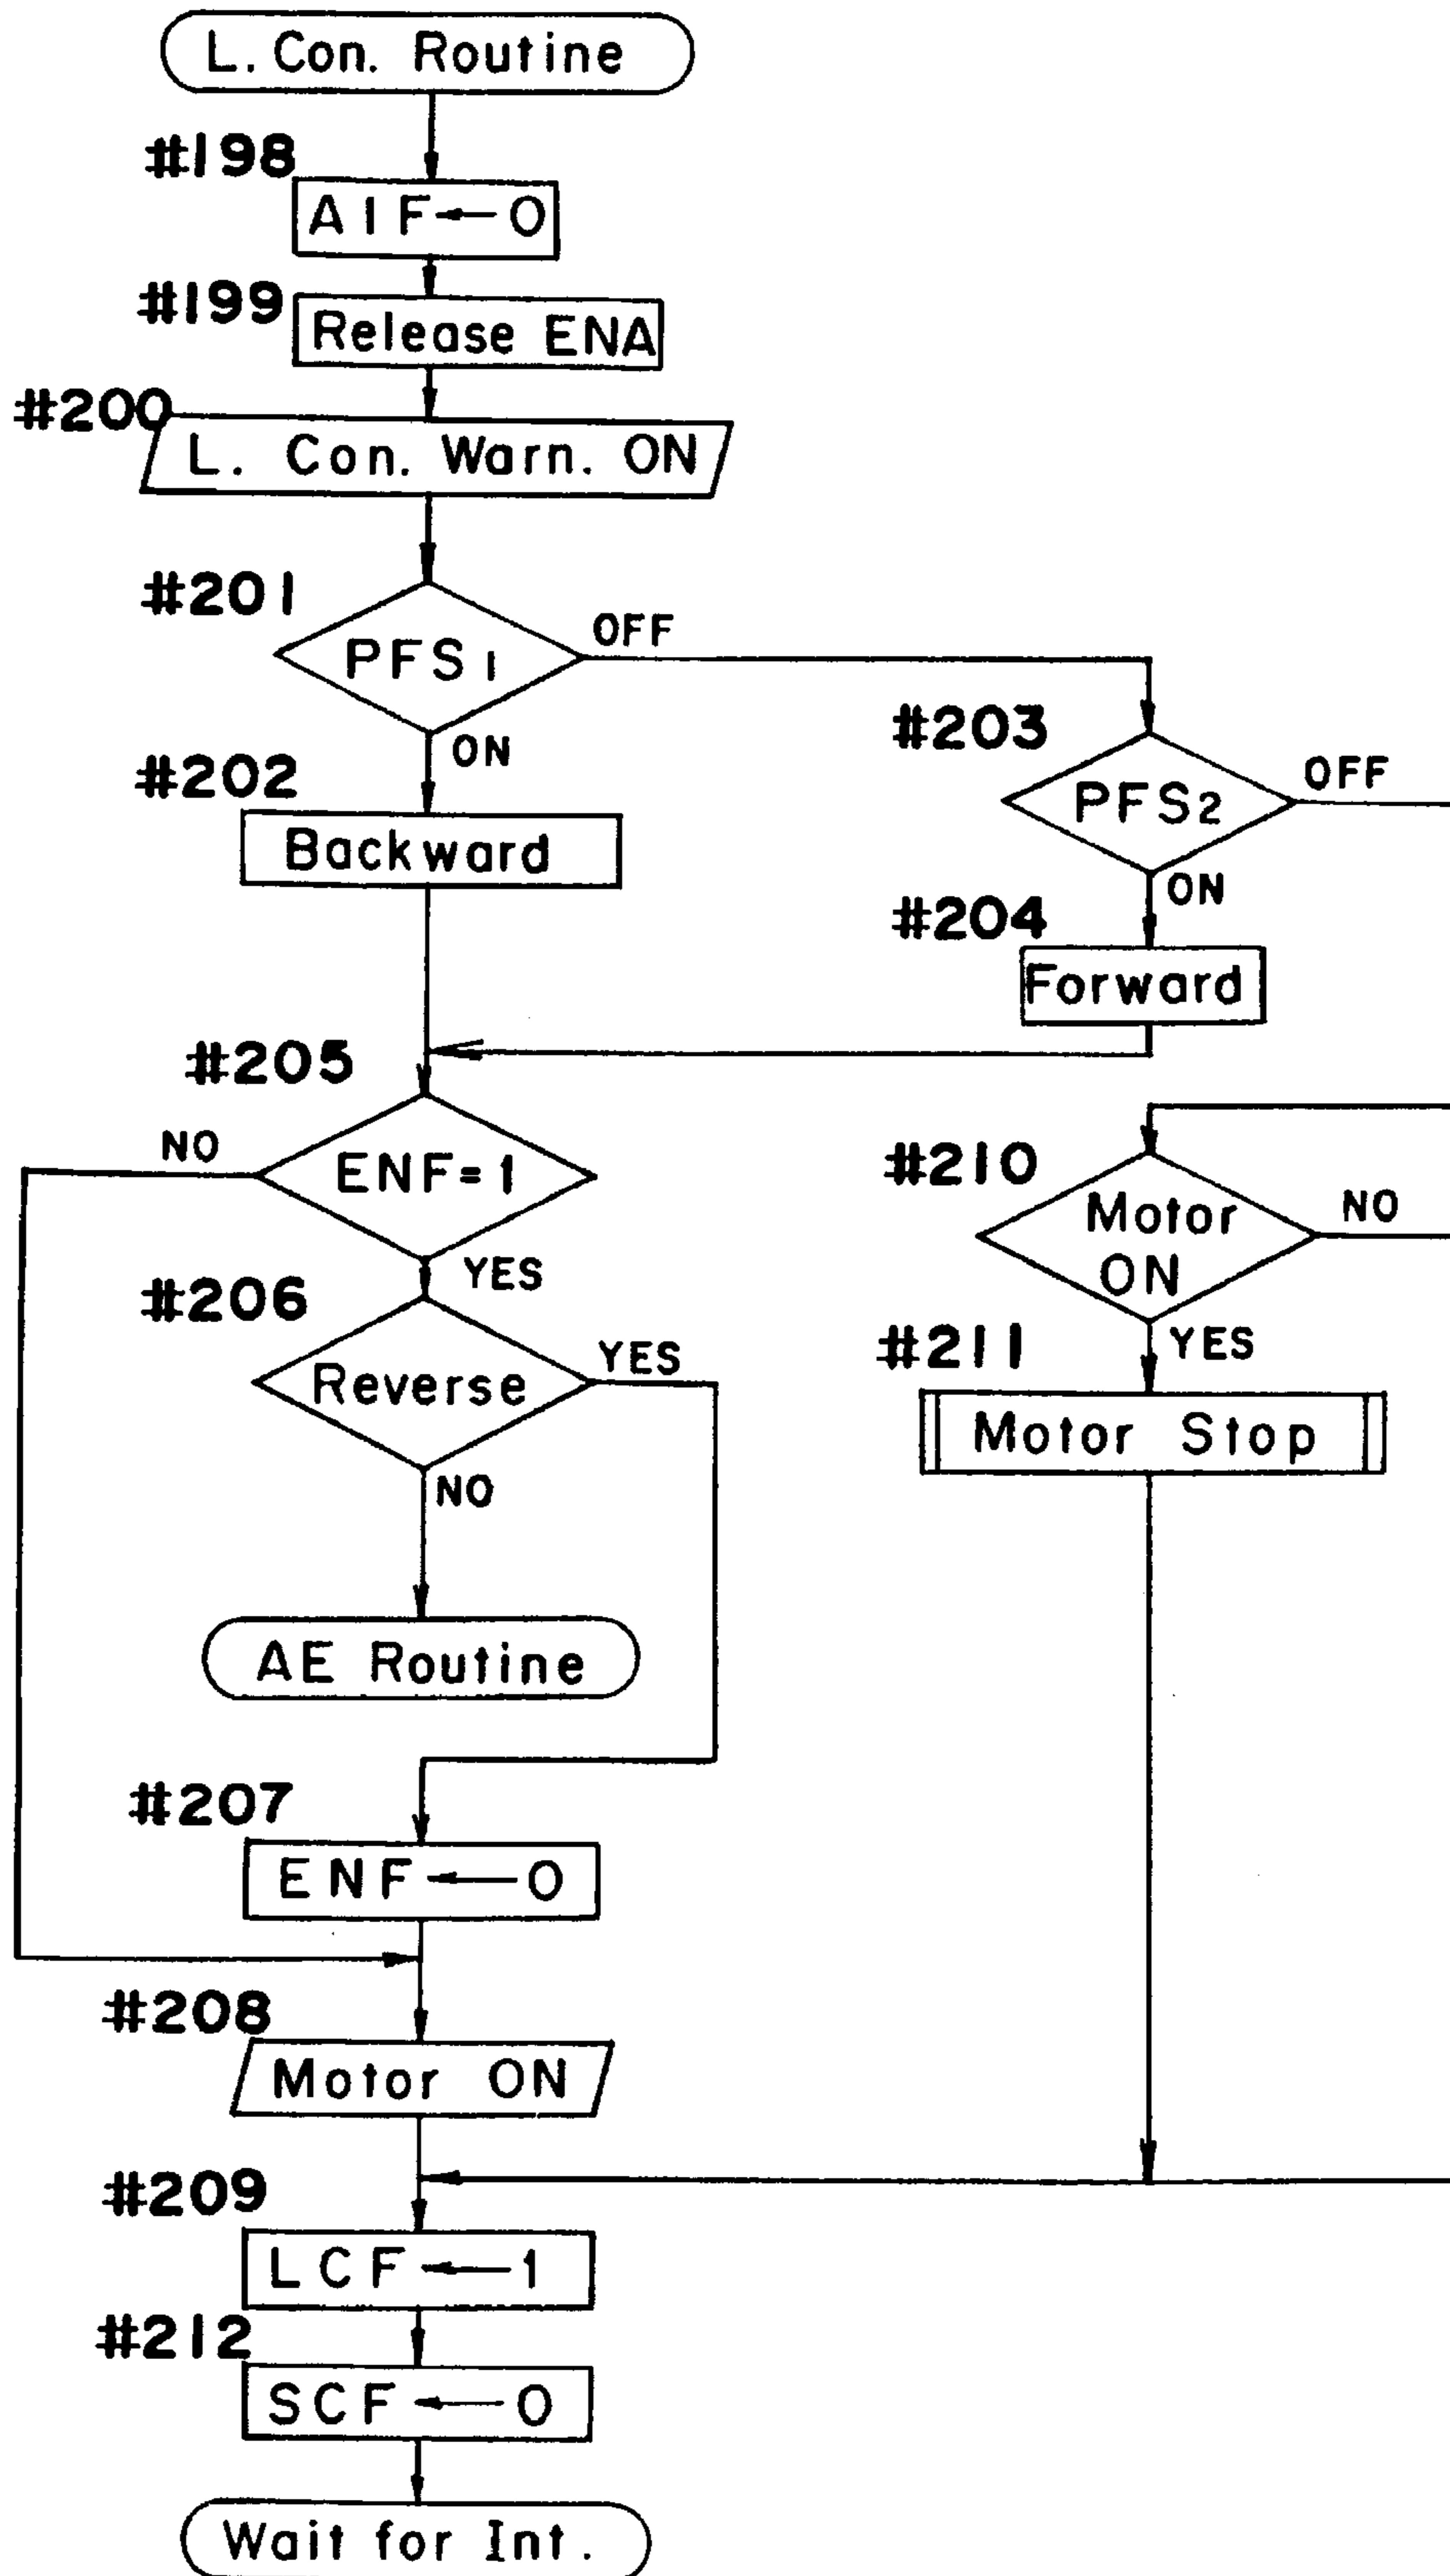 L. Con. Routine
#198
AIF←0
#199
Release ENA
#200
L. Con. Warn. ON
#201
PFS1
OFF
ON
#202
Backward
#203
PFS2
OFF
ON
#204
Forward
#205
NO
ENF=1
YES
#206
Reverse
YES
NO
AE Routine
#210
Motor
ON
NO
YES
#211
Motor Stop
#207
ENF←0
#208
Motor ON
#209
LCF←1
#212
SCF←0
Wait for Int.